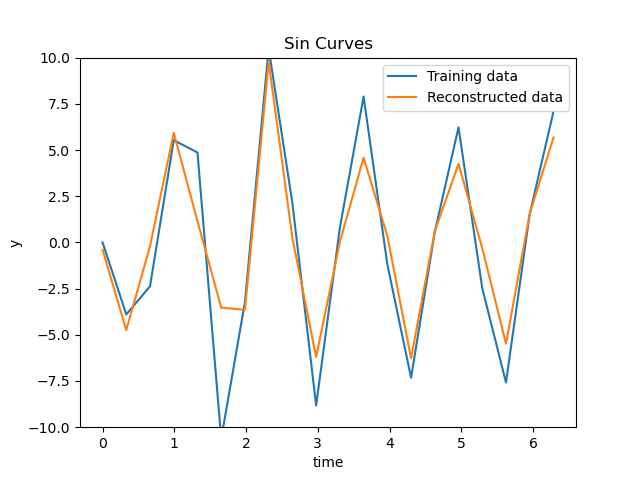 Sin Curves
Training data
Reconstructed data
10.0
7.5
5.0
2.5
0.0
−2.5
−5.0
−7.5
−10.0
y
0 1 2 3 4 5 6
time